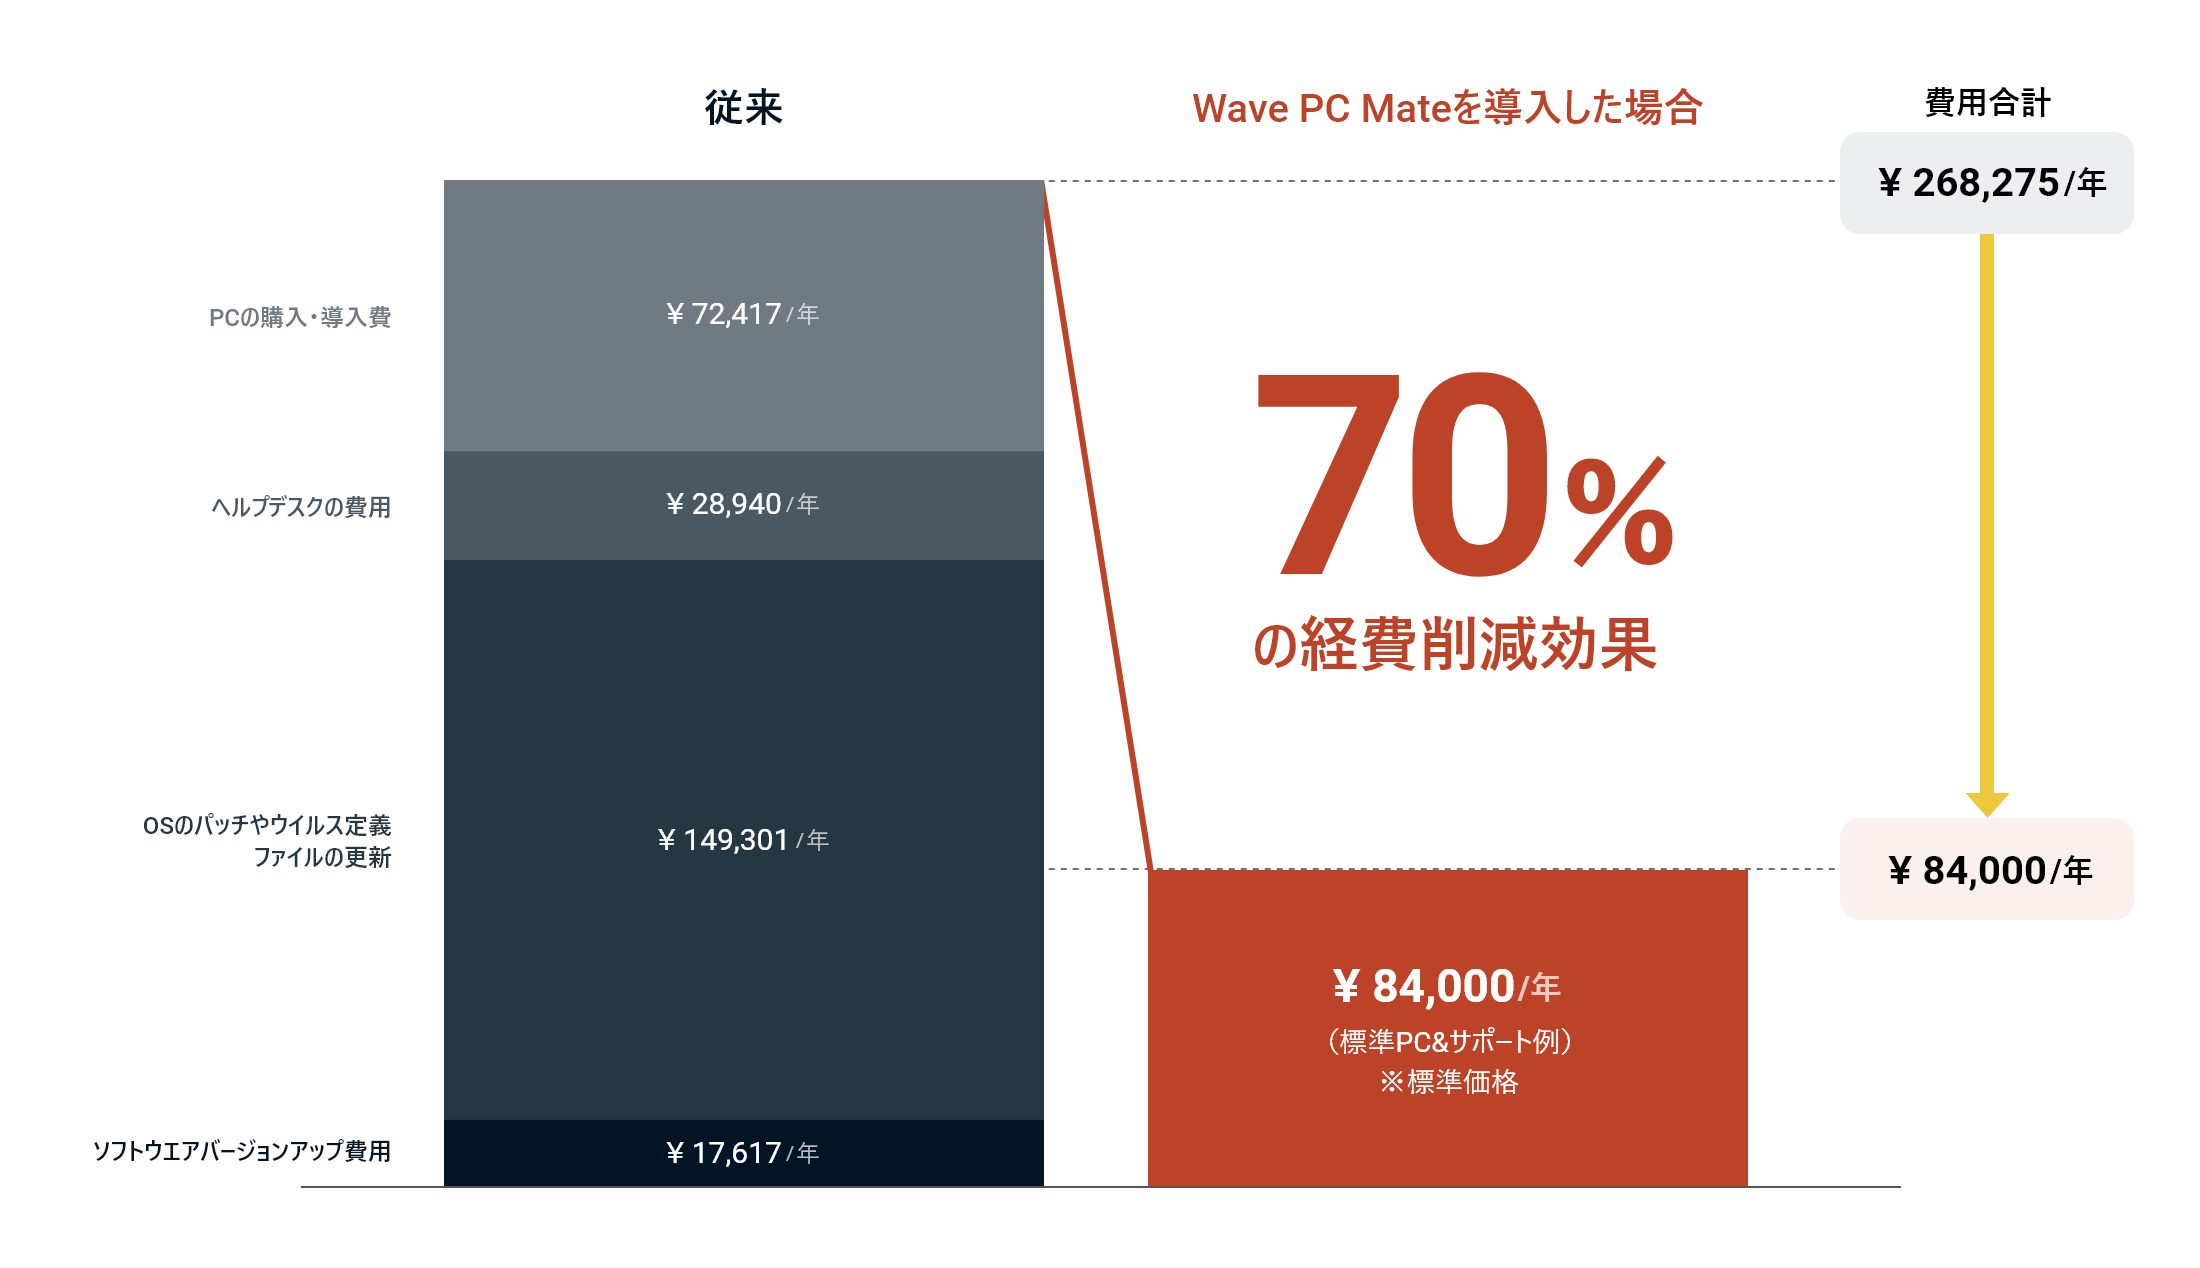 従来
Wave PC Mateを導入した場合
費用合計
¥ 268,275/年
PCの購入・導入費
¥ 72,417/年
ヘルプデスクの費用
¥ 28,940/年
70%
の経費削減効果
OSのパッチやウイルス定義
ファイルの更新
¥ 149,301/年
¥ 84,000/年
¥ 84,000/年
（標準PC&サポート例）
※標準価格
ソフトウエアバージョンアップ費用
¥ 17,617/年